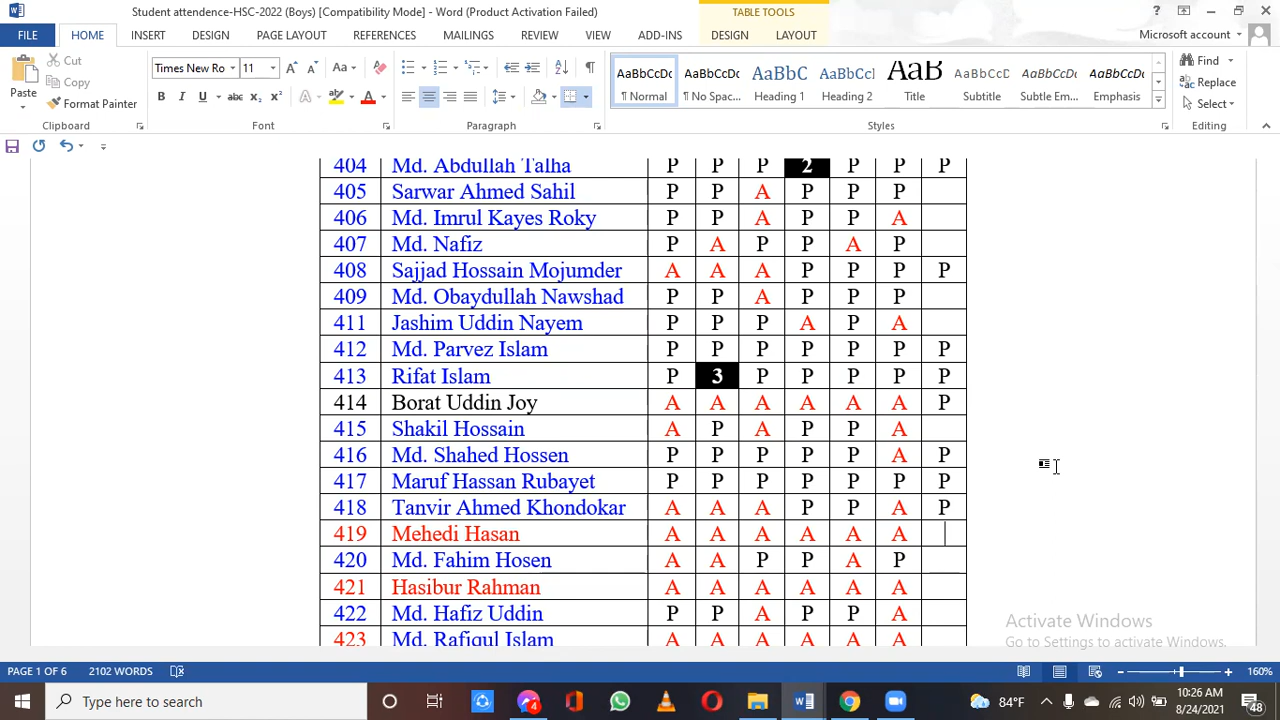 Student attendence-HSC-2022 (Boys) [Compatibility Mode] - Word (Product Activation Failed)
TABLE TOOLS
?
FILE HOME INSERT DESIGN PAGE LAYOUT REFERENCES MAILINGS REVIEW VIEW ADD-INS DESIGN LAYOUT Microsoft account
Paste
Cut
Copy
Format Painter
Times New Ro 11
Aa
B I U abc x₂ x² A A
AaBbCcDc AaBbCcDc AaBbC AaBbCcC AaB AaBbCcD AaBbCcDc AaBbCcDc
¶ Normal ¶ No Spac... Heading 1 Heading 2 Title Subtitle Subtle Em... Emphasis
Find
Replace
Select
Clipboard Font Paragraph Styles Editing
404 Md. Abdullah Talha P P P 2 P P P
405 Sarwar Ahmed Sahil P P A P P P
406 Md. Imrul Kayes Roky P P A P P A
407 Md. Nafiz P A P P A P
408 Sajjad Hossain Mojumder A A A P P P P
409 Md. Obaydullah Nawshad P P A P P P
411 Jashim Uddin Nayem P P P A P A
412 Md. Parvez Islam P P P P P P P
413 Rifat Islam P 3 P P P P P
414 Borat Uddin Joy A A A A A A P
415 Shakil Hossain A P A P P A
416 Md. Shahed Hossen P P P P P A P
417 Maruf Hassan Rubayet P P P P P P P
418 Tanvir Ahmed Khondokar A A A P P A P
419 Mehedi Hasan A A A A A A
420 Md. Fahim Hosen A A P P A P
421 Hasibur Rahman A A A A A A
422 Md. Hafiz Uddin P P A P P A
423 Md. Rafiqul Islam A A A A A A
Activate Windows
Go to Settings to activate Windows.
PAGE 1 OF 6 2102 WORDS 160%
Type here to search
4
84°F
10:26 AM
8/24/2021
48